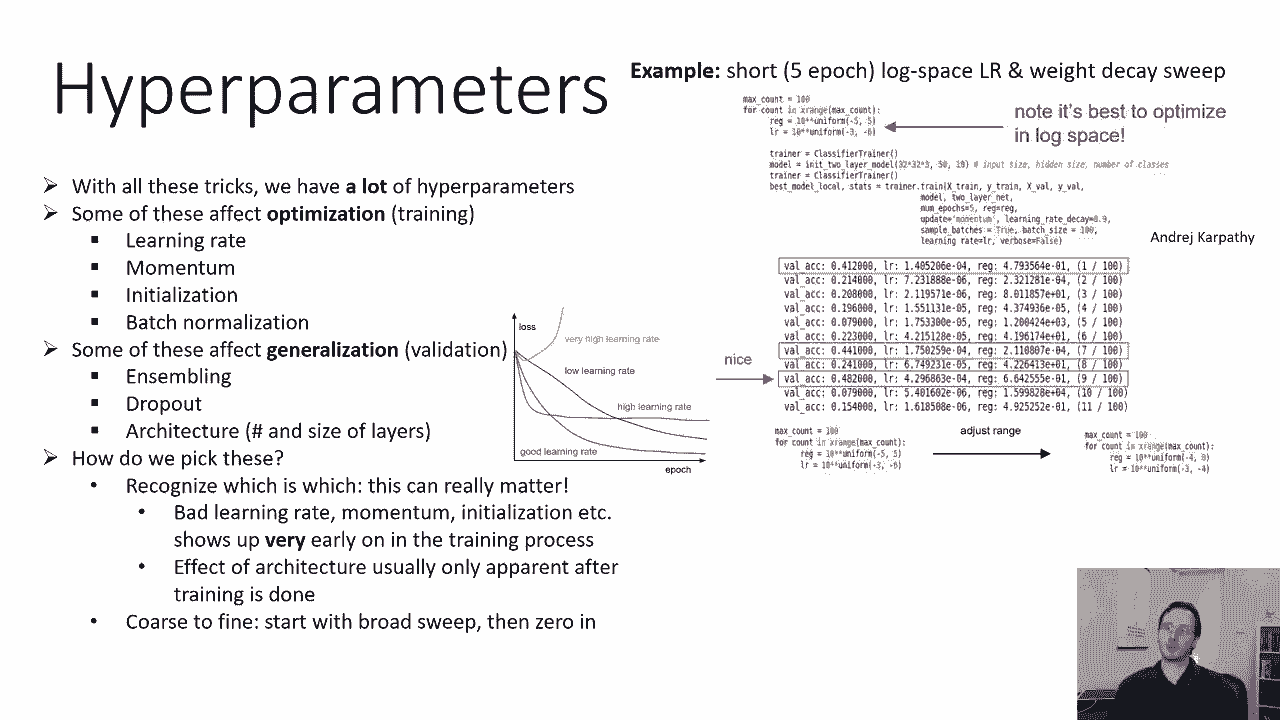 Hyperparameters
➢ With all these tricks, we have a lot of hyperparameters
➢ Some of these affect optimization (training)
▪ Learning rate
▪ Momentum
▪ Initialization
▪ Batch normalization
➢ Some of these affect generalization (validation)
▪ Ensembling
▪ Dropout
▪ Architecture (# and size of layers)
➢ How do we pick these?
• Recognize which is which: this can really matter!
• Bad learning rate, momentum, initialization etc.
shows up very early on in the training process
• Effect of architecture usually only apparent after
training is done
• Coarse to fine: start with broad sweep, then zero in
loss
very high learning rate
low learning rate
high learning rate
good learning rate
epoch
Example: short (5 epoch) log-space LR & weight decay sweep
max_count = 100
for count in xrange(max_count):
reg = 10**uniform(-5, 5)
lr = 10**uniform(-3, -6)
note it's best to optimize
in log space!
trainer = ClassifierTrainer()
model = init_two_layer_model(32*32*3, 50, 10) # input size, hidden size, number of classes
trainer = ClassifierTrainer()
best_model_local, stats = trainer.train(X_train, y_train, X_val, y_val,
model, two_layer_net,
num_epochs=5, reg=reg,
update='momentum', learning_rate_decay=0.9,
sample_batches = True, batch_size = 100,
learning_rate=lr, verbose=False)
Andrej Karpathy
val_acc: 0.412000, lr: 1.405206e-04, reg: 4.793564e-01, (1 / 100)
val_acc: 0.214000, lr: 7.231888e-06, reg: 2.321281e-04, (2 / 100)
val_acc: 0.208000, lr: 2.119571e-06, reg: 8.011857e+01, (3 / 100)
val_acc: 0.196000, lr: 1.551131e-05, reg: 4.374936e-05, (4 / 100)
val_acc: 0.079000, lr: 1.753300e-05, reg: 1.200424e+03, (5 / 100)
val_acc: 0.223000, lr: 4.215128e-05, reg: 4.196174e+01, (6 / 100)
val_acc: 0.441000, lr: 1.750259e-04, reg: 2.110807e-04, (7 / 100)
val_acc: 0.241000, lr: 6.749231e-05, reg: 4.226413e+01, (8 / 100)
nice
val_acc: 0.482000, lr: 4.296863e-04, reg: 6.642555e-01, (9 / 100)
val_acc: 0.079000, lr: 5.401602e-06, reg: 1.599828e+04, (10 / 100)
val_acc: 0.154000, lr: 1.618508e-06, reg: 4.925252e-01, (11 / 100)
max_count = 100
for count in xrange(max_count):
reg = 10**uniform(-5, 5)
lr = 10**uniform(-3, -6)
adjust range
max_count = 100
for count in xrange(max_count):
reg = 10**uniform(-4, 0)
lr = 10**uniform(-3, -4)